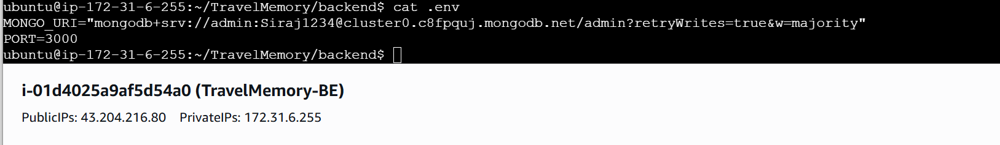 ubuntu@ip-172-31-6-255:~/TravelMemory/backend$ cat .env
MONGO_URI="mongodb+srv://admin:Siraj1234@cluster0.c8fpquj.mongodb.net/admin?retryWrites=true&w=majority"
PORT=3000
ubuntu@ip-172-31-6-255:~/TravelMemory/backend$
i-01d4025a9af5d54a0 (TravelMemory-BE)
PublicIPs: 43.204.216.80 PrivateIPs: 172.31.6.255